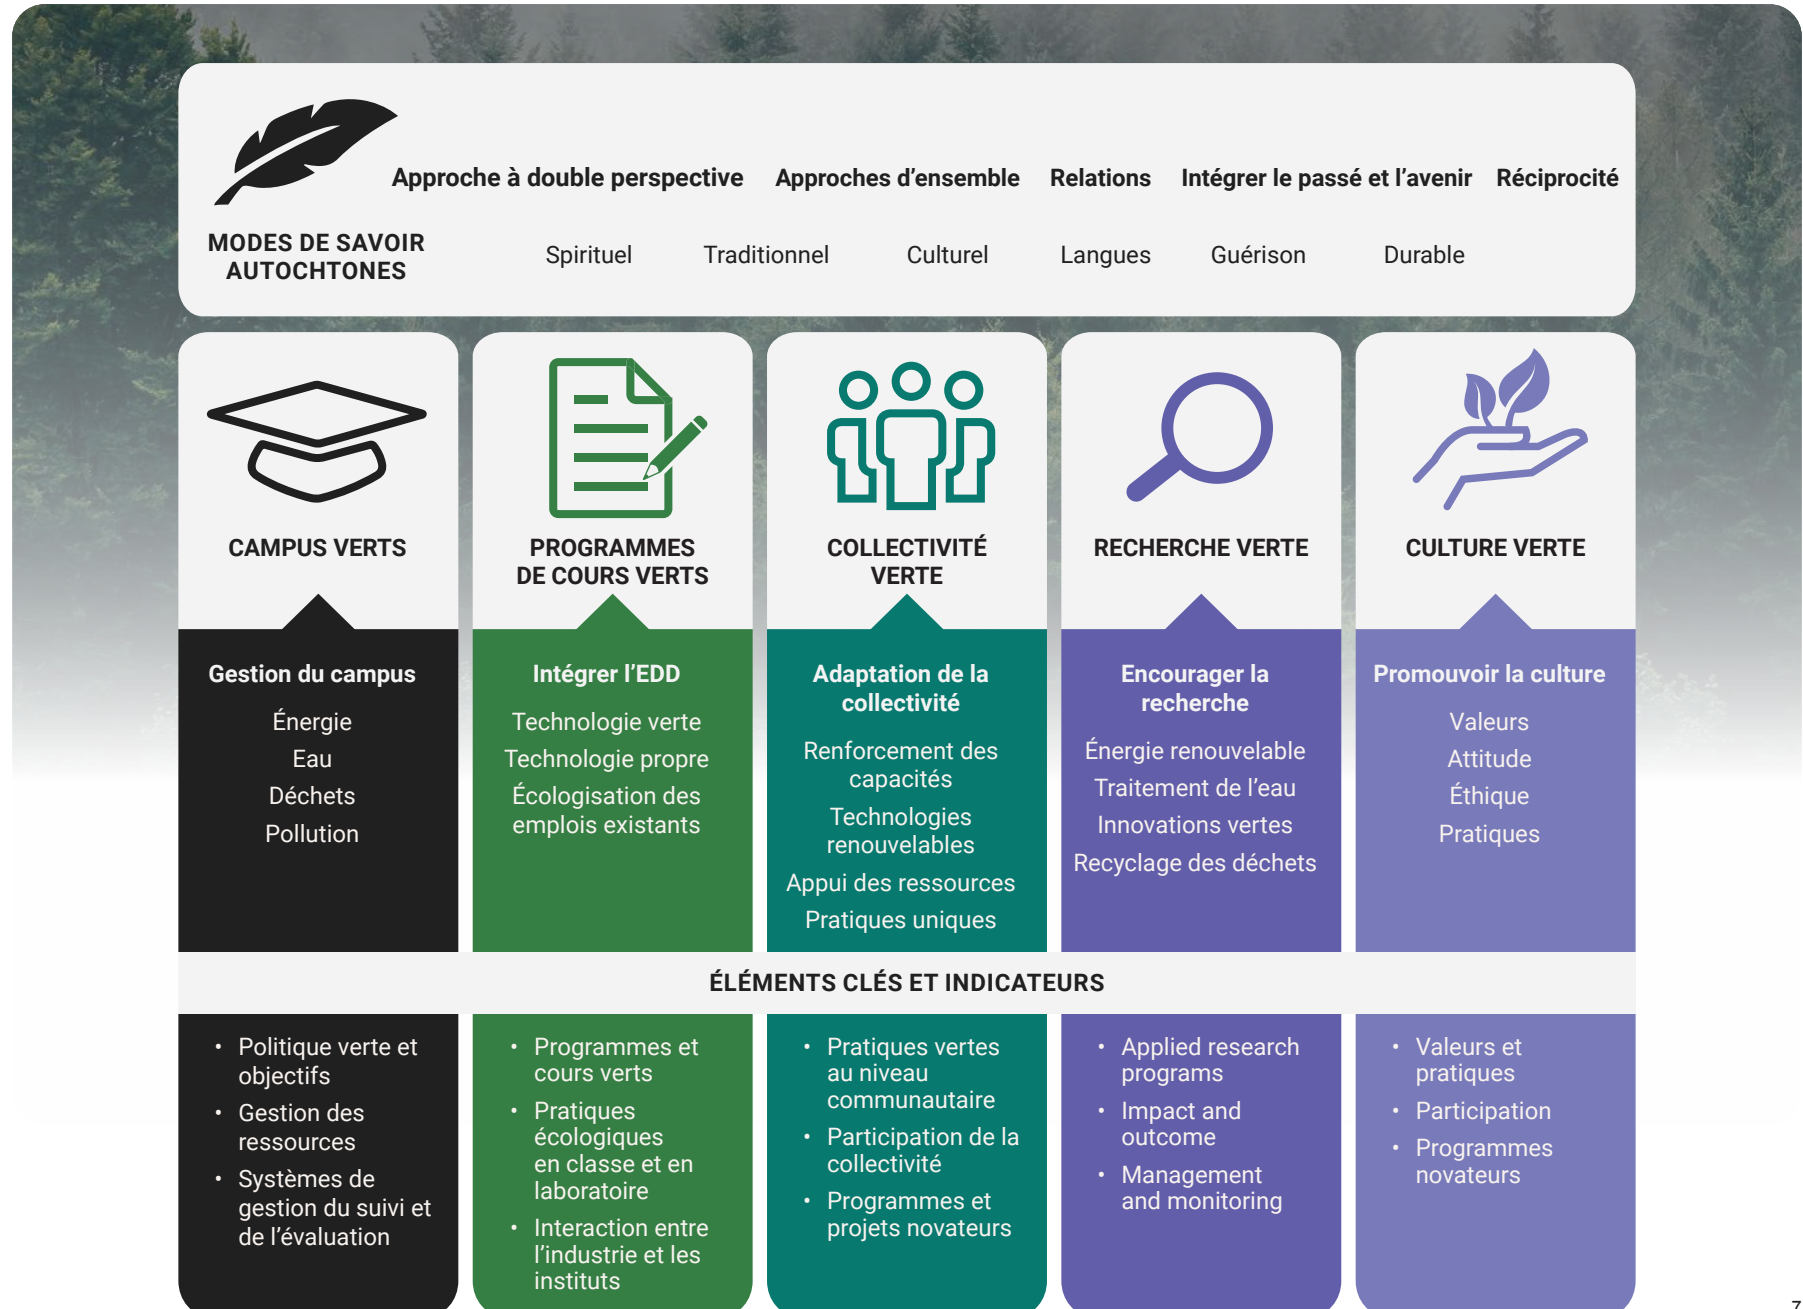 Approche à double perspective Approches d'ensemble Relations Intégrer le passé et l'avenir Réciprocité
MODES DE SAVOIR
AUTOCHTONES
Spirituel Traditionnel Culturel Langues Guérison Durable
CAMPUS VERTS
Gestion du campus
Énergie
Eau
Déchets
Pollution
PROGRAMMES
DE COURS VERTS
Intégrer l'EDD
Technologie verte
Technologie propre
Écologisation des
emplois existants
COLLECTIVITÉ
VERTE
Adaptation de la
collectivité
Renforcement des
capacités
Technologies
renouvelables
Appui des ressources
Pratiques uniques
RECHERCHE VERTE
Encourager la
recherche
Énergie renouvelable
Traitement de l'eau
Innovations vertes
Recyclage des déchets
CULTURE VERTE
Promouvoir la culture
Valeurs
Attitude
Éthique
Pratiques
ÉLÉMENTS CLÉS ET INDICATEURS
• Politique verte et
objectifs
• Gestion des
ressources
• Systèmes de
gestion du suivi et
de l'évaluation
• Programmes et
cours verts
• Pratiques
écologiques
en classe et en
laboratoire
• Interaction entre
l'industrie et les
instituts
• Pratiques vertes
au niveau
communautaire
• Participation de la
collectivité
• Programmes et
projets novateurs
• Applied research
programs
• Impact and
outcome
• Management
and monitoring
• Valeurs et
pratiques
• Participation
• Programmes
novateurs
7